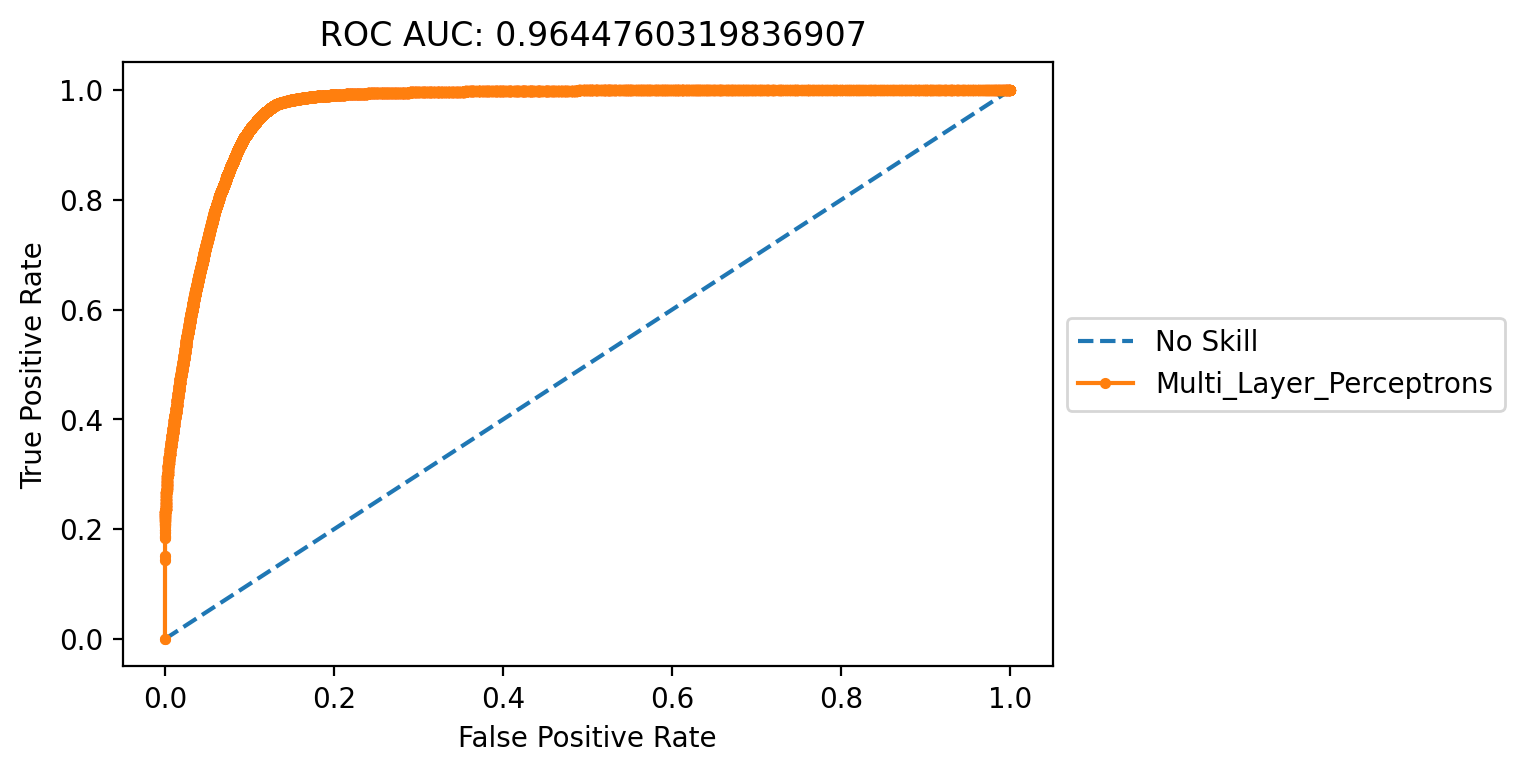 ROC AUC: 0.9644760319836907
True Positive Rate
1.0
0.8
0.6
0.4
0.2
0.0
0.0 0.2 0.4 0.6 0.8 1.0
False Positive Rate
No Skill
Multi_Layer_Perceptrons